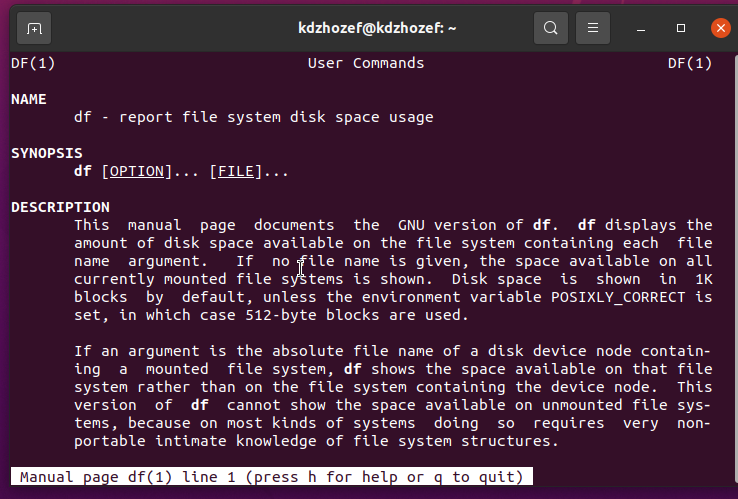 kdzhozef@kdzhozef: ~
DF(1) User Commands DF(1)
NAME
df - report file system disk space usage
SYNOPSIS
df [OPTION]... [FILE]...
DESCRIPTION
This manual page documents the GNU version of df. df displays the
amount of disk space available on the file system containing each file
name argument. If no file name is given, the space available on all
currently mounted file systems is shown. Disk space is shown in 1K
blocks by default, unless the environment variable POSIXLY_CORRECT is
set, in which case 512-byte blocks are used.
If an argument is the absolute file name of a disk device node contain-
ing a mounted file system, df shows the space available on that file
system rather than on the file system containing the device node. This
version of df cannot show the space available on unmounted file sys-
tems, because on most kinds of systems doing so requires very non-
portable intimate knowledge of file system structures.
Manual page df(1) line 1 (press h for help or q to quit)